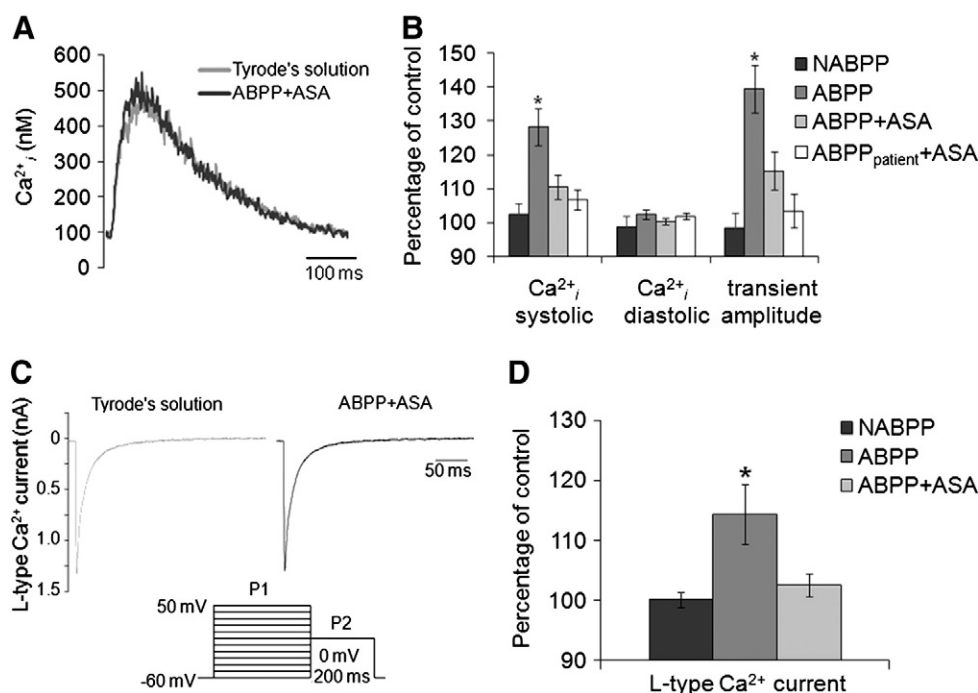 A
Ca²⁺ᵢ (nM)
600
500
400
300
200
100
0
Tyrode's solution
ABPP+ASA
100 ms
B
Percentage of control
150
140
130
120
110
100
90
*
*
NABPP
ABPP
ABPP+ASA
ABPPpatient+ASA
Ca²⁺ᵢ
systolic
Ca²⁺ᵢ
diastolic
transient
amplitude
C
L-type Ca²⁺ current (nA)
0
0.5
1.0
1.5
Tyrode's solution
ABPP+ASA
50 ms
P1
50 mV
P2
0 mV
-60 mV
200 ms
D
Percentage of control
130
120
110
100
90
*
NABPP
ABPP
ABPP+ASA
L-type Ca²⁺ current